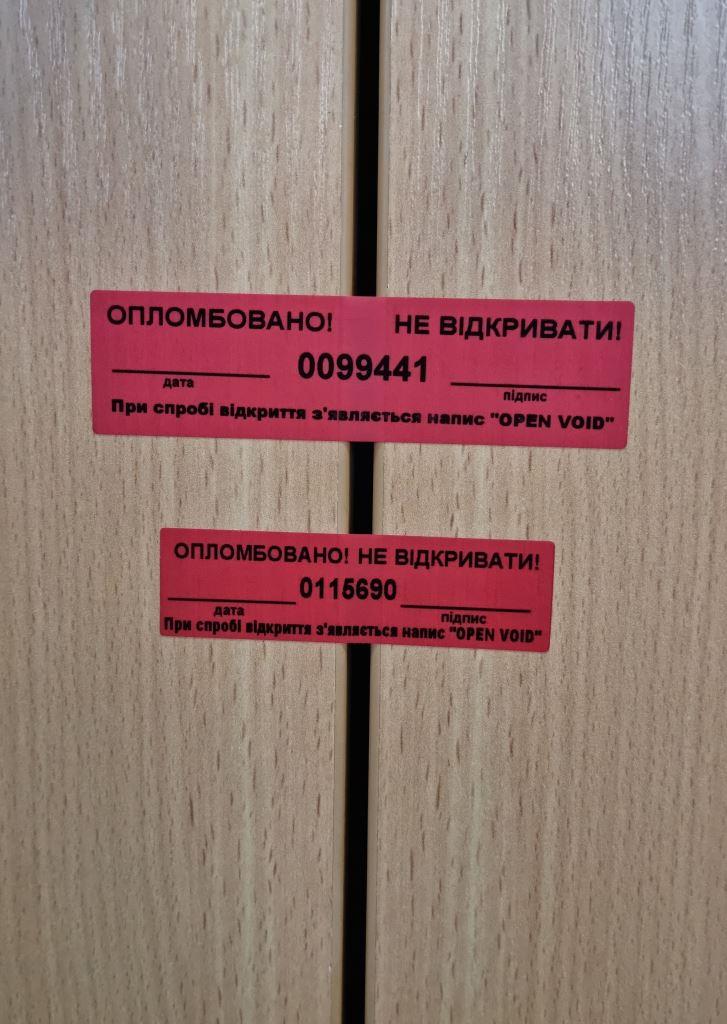 ОПЛОМБОВАНО! НЕ ВІДКРИВАТИ!
0099441
дата підпис
При спробі відкриття з'являється напис "OPEN VOID"
ОПЛОМБОВАНО! НЕ ВІДКРИВАТИ!
0115690
дата підпис
При спробі відкриття з'являється напис "OPEN VOID"